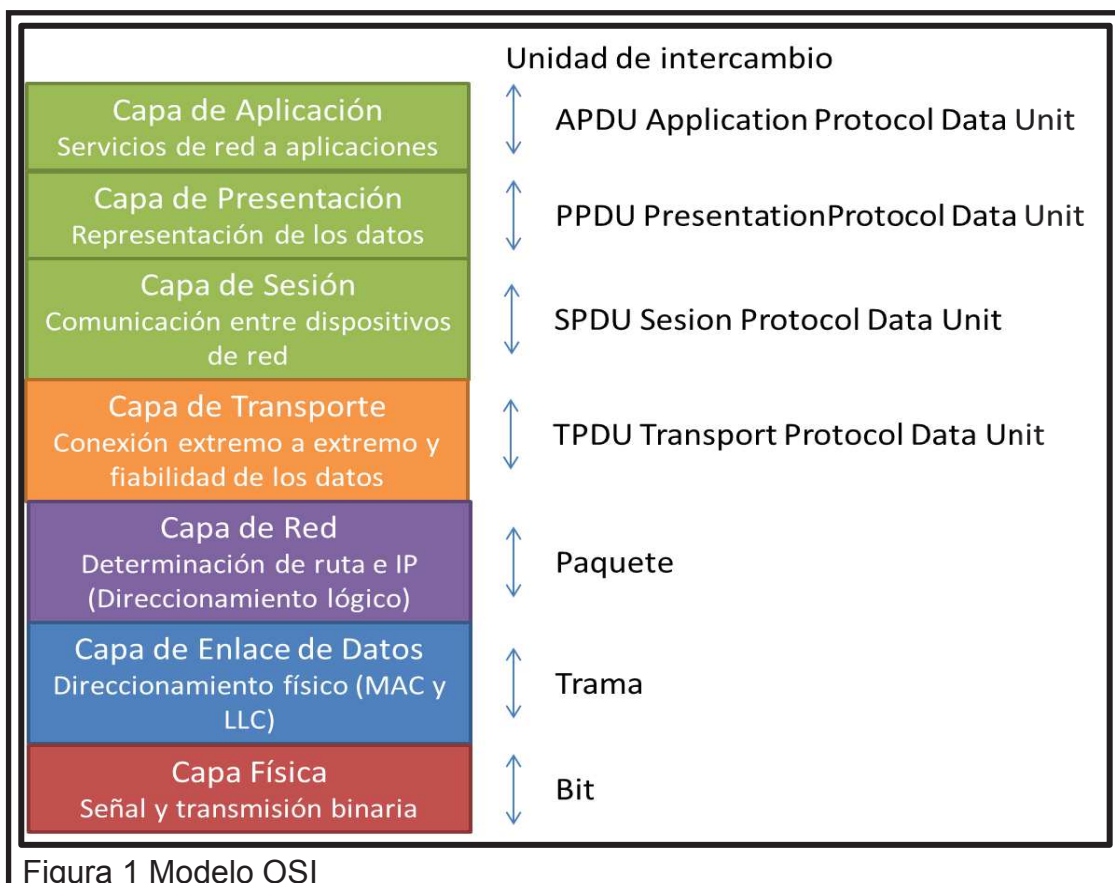 Unidad de intercambio
Capa de Aplicación
Servicios de red a aplicaciones
APDU Application Protocol Data Unit
Capa de Presentación
Representación de los datos
PPDU PresentationProtocol Data Unit
Capa de Sesión
Comunicación entre dispositivos
de red
SPDU Sesion Protocol Data Unit
Capa de Transporte
Conexión extremo a extremo y
fiabilidad de los datos
TPDU Transport Protocol Data Unit
Capa de Red
Determinación de ruta e IP
(Direccionamiento lógico)
Paquete
Capa de Enlace de Datos
Direccionamiento físico (MAC y
LLC)
Trama
Capa Física
Señal y transmisión binaria
Bit
Figura 1 Modelo OSI